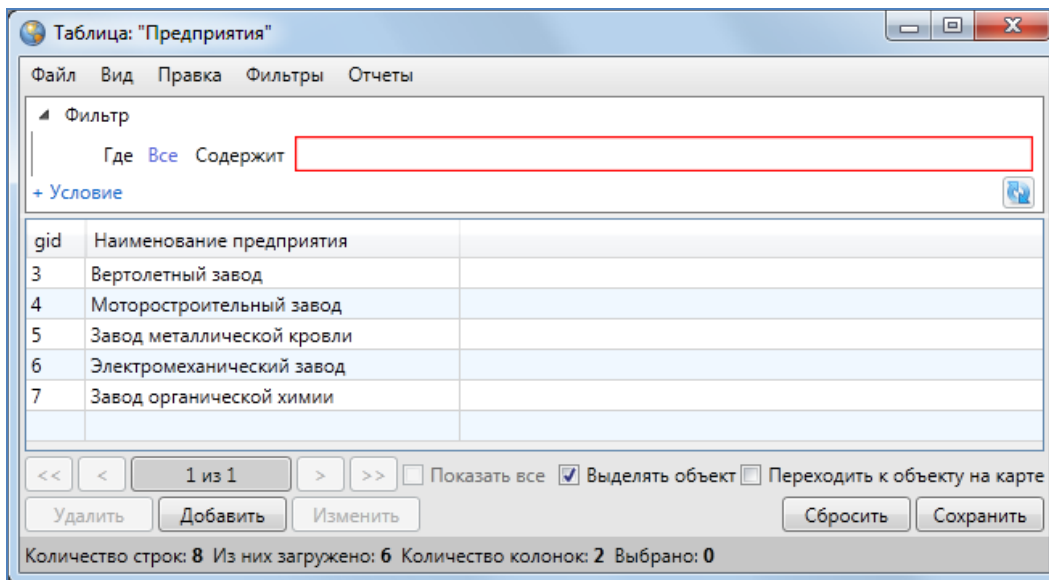 Таблица: "Предприятия"
Файл Вид Правка Фильтры Отчеты
Фильтр
Где Все Содержит
+ Условие
gid Наименование предприятия
3 Вертолетный завод
4 Моторостроительный завод
5 Завод металлической кровли
6 Электромеханический завод
7 Завод органической химии
<< < 1 из 1 > >> Показать все Выделять объект Переходить к объекту на карте
Удалить Добавить Изменить Сбросить Сохранить
Количество строк: 8 Из них загружено: 6 Количество колонок: 2 Выбрано: 0